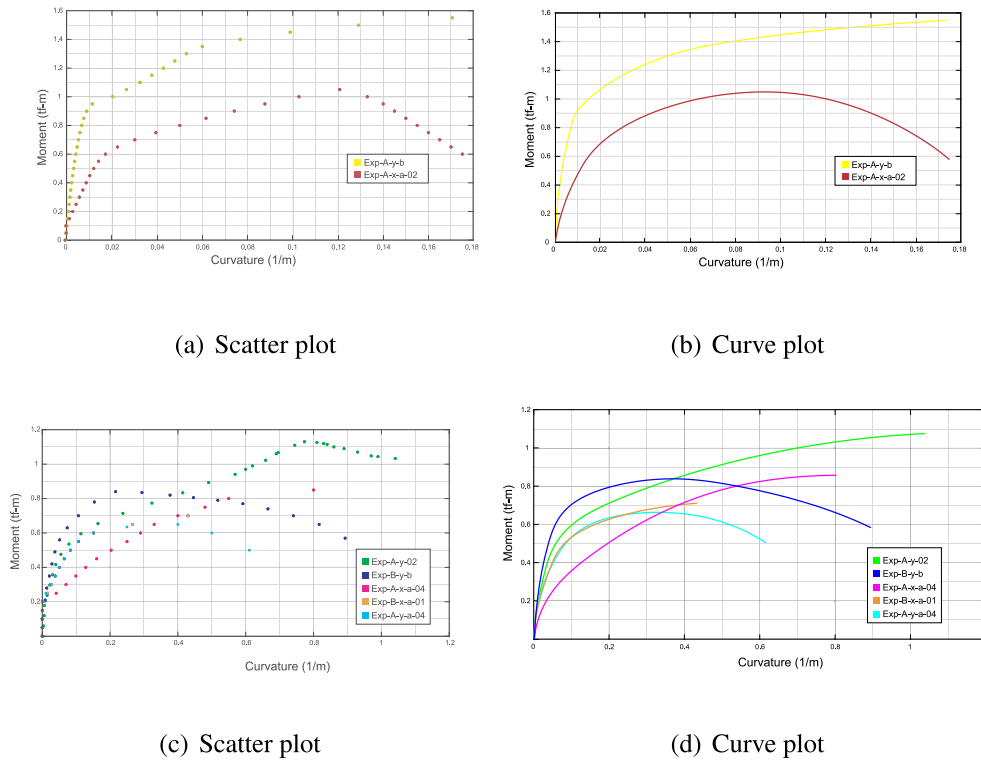 1.6
1.4
1.2
1
0.8
0.6
0.4
0.2
0
0,02
0,04
0,06
0,08
0,1
0,12
0,14
0,16
0,18
Moment (tf-m)
Curvature (1/m)
Exp-A-y-b
Exp-A-x-a-02
(a) Scatter plot
1.6
1.4
1.2
1
0.8
0.6
0.4
0.2
0
0.02
0.04
0.06
0.08
0.1
0.12
0.14
0.16
0.18
Moment (tf-m)
Curvature (1/m)
Exp-A-y-b
Exp-A-x-a-02
(b) Curve plot
1.2
1
0.8
0.6
0.4
0.2
0
0
0.2
0.4
0.6
0.8
1
1.2
Moment (tf-m)
Curvature (1/m)
Exp-A-y-02
Exp-B-y-b
Exp-A-x-a-04
Exp-B-x-a-01
Exp-A-y-a-04
(c) Scatter plot
1.2
1
0.8
0.6
0.4
0.2
0
0.2
0.4
0.6
0.8
1
Moment (tf-m)
Curvature (1/m)
Exp-A-y-02
Exp-B-y-b
Exp-A-x-a-04
Exp-B-x-a-01
Exp-A-y-a-04
(d) Curve plot